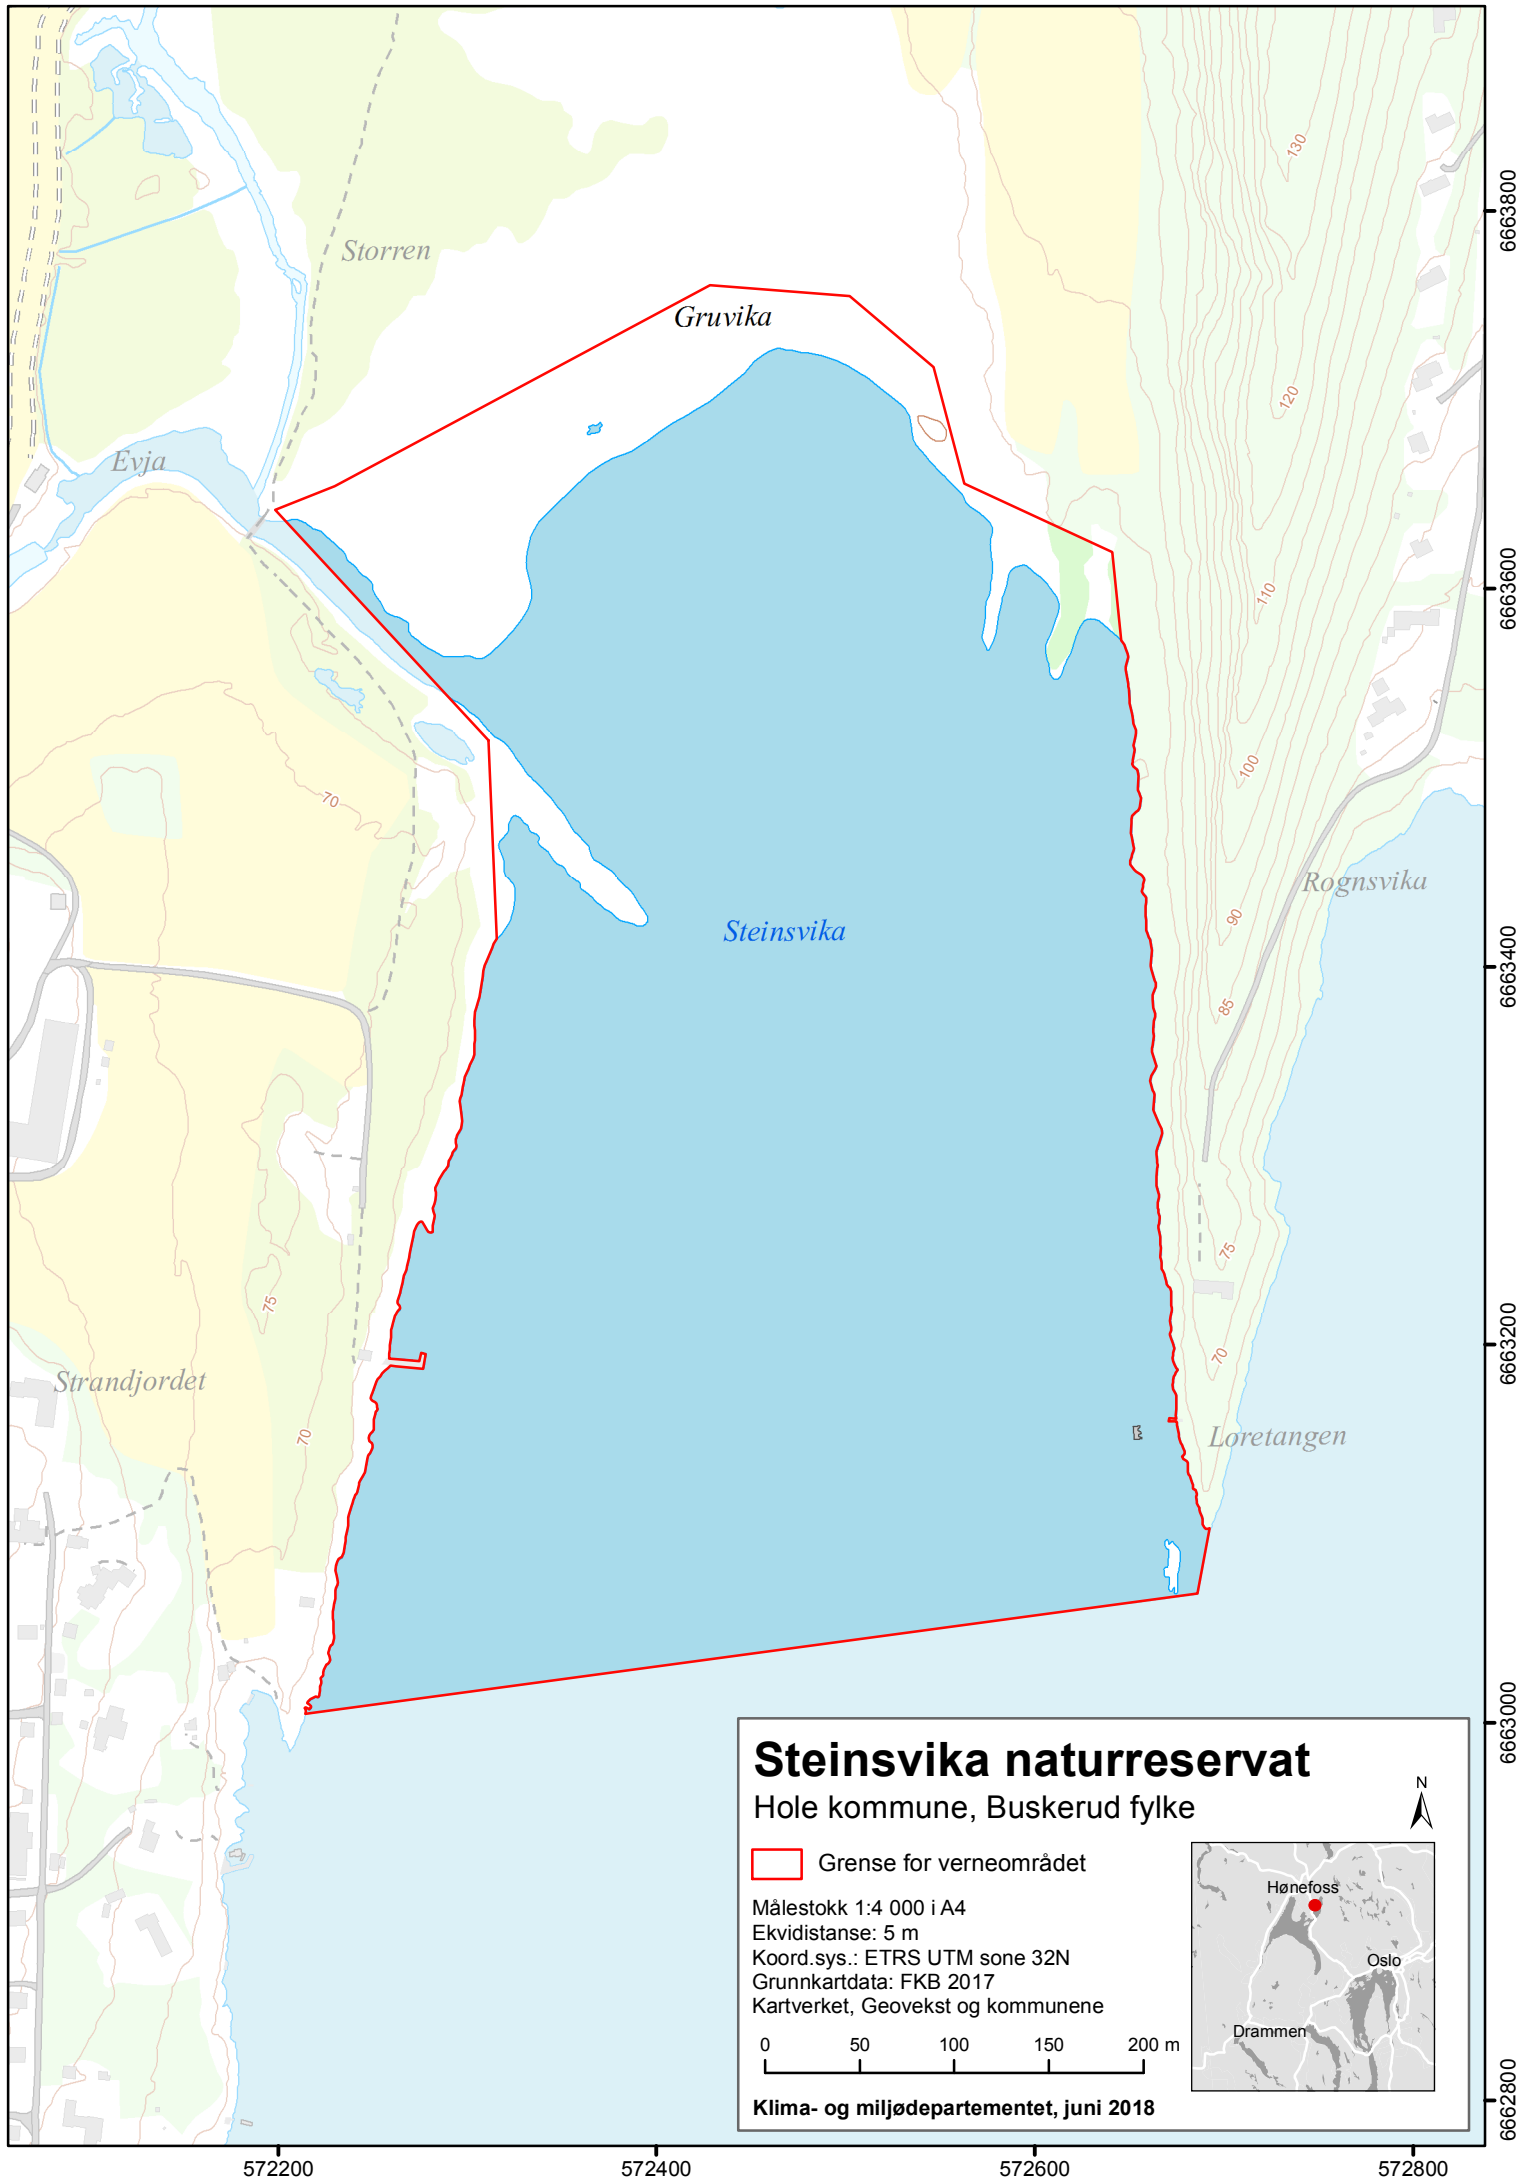 130
6663800
Storren
Gruvika
120
Evja
110
6663600
100
70
Rognsvika
90
Steinsvika
85
6663400
75
75
70
6663200
Strandjordet
70
Loretangen
6663000
Steinsvika naturreservat
Hole kommune, Buskerud fylke
N
Grense for verneområdet
Målestokk 1:4 000 i A4
Ekvidistanse: 5 m
Koord.sys.: ETRS UTM sone 32N
Grunnkartdata: FKB 2017
Kartverket, Geovekst og kommunene
0 50 100 150 200 m
Klima- og miljødepartementet, juni 2018
Hønefoss
Oslo
Drammen
6662800
572200 572400 572600 572800